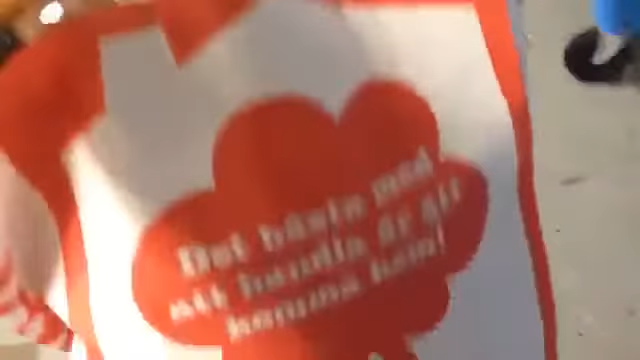 Det bästa med
att handla är att
komma hem!